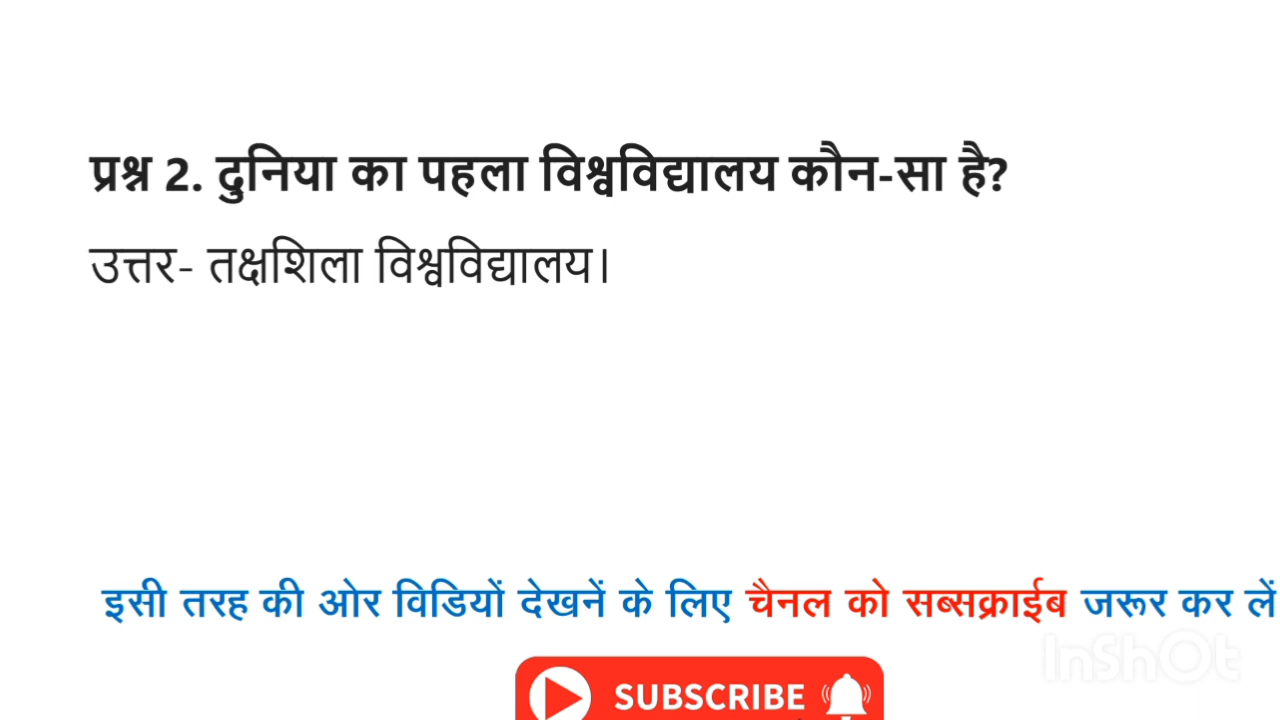 प्रश्न 2. दुनिया का पहला विश्वविद्यालय कौन-सा है?
उत्तर- तक्षशिला विश्वविद्यालय।
इसी तरह की ओर विडियों देखनें के लिए चैनल को सब्सक्राईब जरूर कर लें
InShOt
SUBSCRIBE